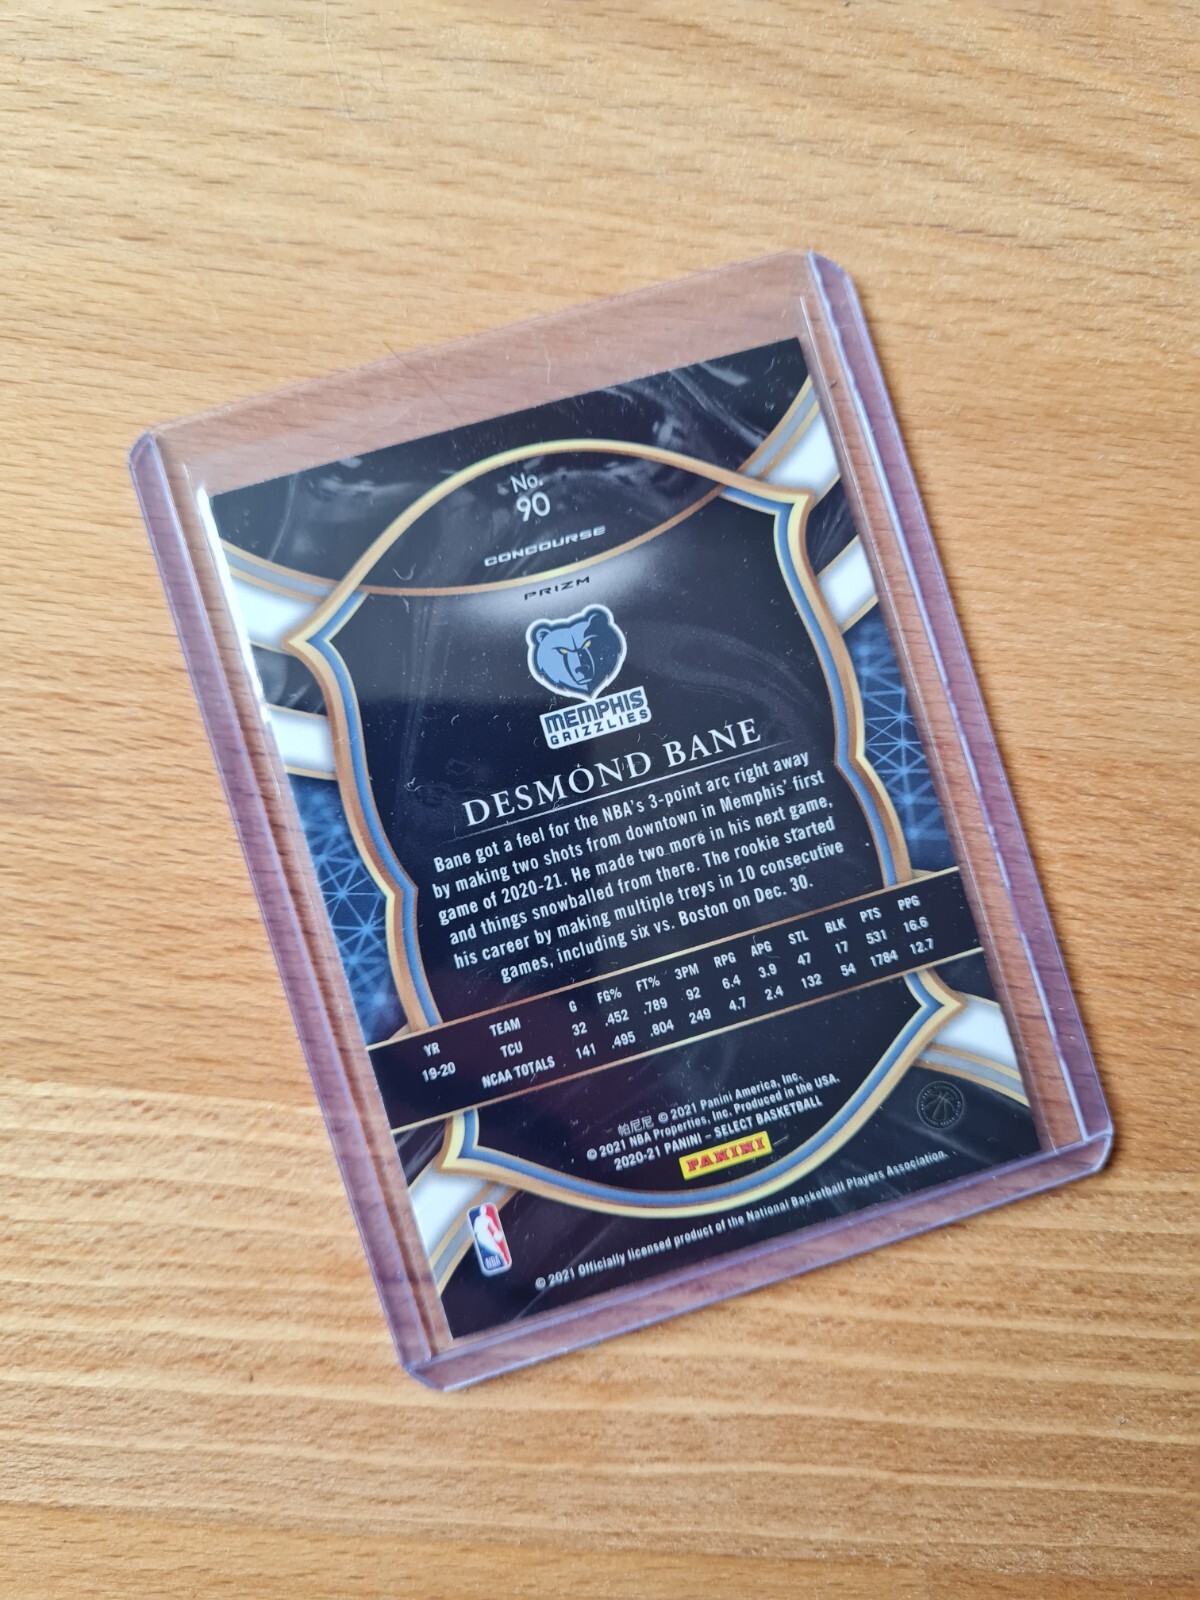 No.
90
CONCOURSE
PRIZM
MEMPHIS
GRIZZLIES
DESMOND BANE
Bane got a feel for the NBA's 3-point arc right away
by making two shots from downtown in Memphis' first
game of 2020-21. He made two more in his next game,
and things snowballed from there. The rookie started
his career by making multiple treys in 10 consecutive
games, including six vs. Boston on Dec. 30.
YR TEAM G FG% FT% 3PM RPG APG STL BLK PTS PPG
19-20 TCU 32 .452 .789 92 6.4 3.9 47 17 531 16.6
NCAA TOTALS 141 .495 .804 249 4.7 2.4 132 54 1784 12.7
帕尼尼 © 2021 Panini America, Inc.
© 2021 NBA Properties, Inc. Produced in the USA.
2020-21 PANINI – SELECT BASKETBALL
PANINI
NBA
© 2021 Officially licensed product of the National Basketball Players Association.